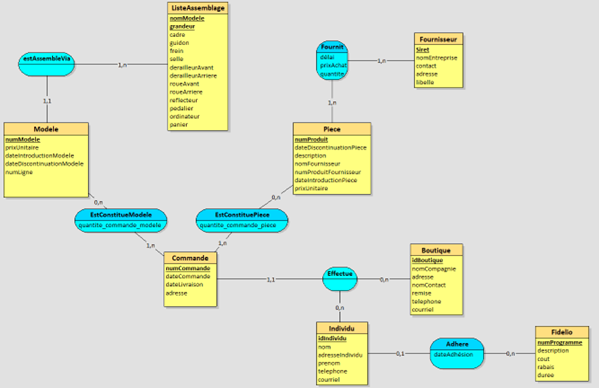 ListeAssemblage
nomModele
grandeur
cadre
guidon
frein
selle
derailleurAvant
derailleurArriere
roueAvant
roueArriere
reflecteur
pedalier
ordinateur
panier
estAssembleVia
1,n
1,1
Fournit
délai
prixAchat
quantite
1,n
1,n
Fournisseur
Siret
nomEntreprise
contact
adresse
libelle
Modele
numModele
prixUnitaire
dateIntroductionModele
dateDiscontinuationModele
numLigne
Piece
numProduit
dateDiscontinuationPiece
description
nomFournisseur
numProduitFournisseur
dateIntroductionPiece
prixUnitaire
0,n
0,n
EstConstitueModele
quantite_commande_modele
EstConstituePiece
quantite_commande_piece
1,n
1,n
Commande
numCommande
dateCommande
dateLivraison
adresse
1,1
Effectue
0,n
0,n
Boutique
idBoutique
nomCompagnie
adresse
nomContact
remise
telephone
courriel
Individu
idIndividu
nom
adresseIndividu
prenom
telephone
courriel
0,1
Adhere
dateAdhésion
0,n
Fidelio
numProgramme
description
cout
rabais
duree